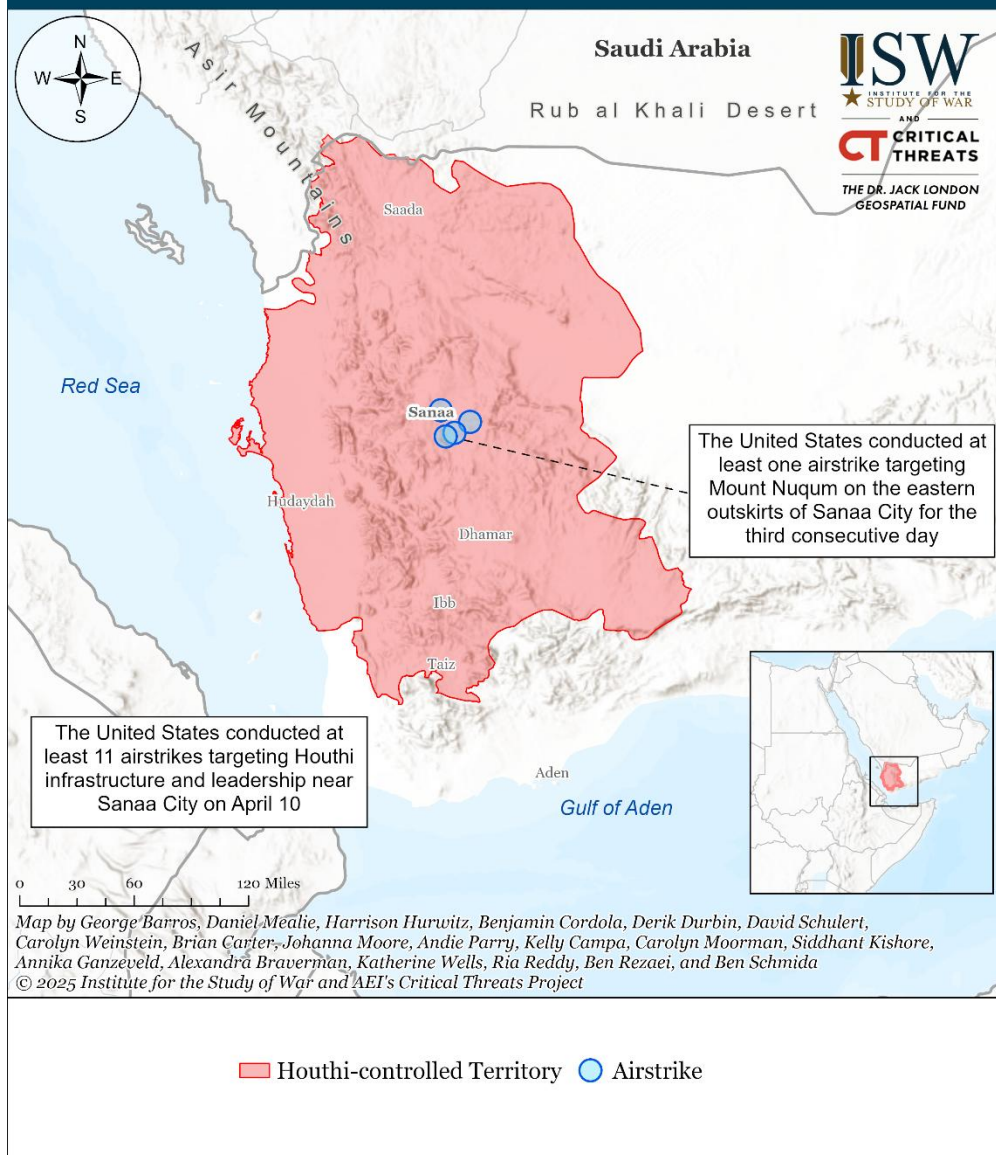 N
W E
S
Asir Mountains
Saudi Arabia
Rub al Khali Desert
ISW
INSTITUTE FOR THE
STUDY OF WAR
AND
CT CRITICAL
THREATS
THE DR. JACK LONDON
GEOSPATIAL FUND
Saada
Red Sea
Sanaa
The United States conducted at
least one airstrike targeting
Mount Nuqum on the eastern
outskirts of Sanaa City for the
third consecutive day
Hudaydah
Dhamar
Ibb
Taiz
The United States conducted at
least 11 airstrikes targeting Houthi
infrastructure and leadership near
Sanaa City on April 10
Aden
Gulf of Aden
0 30 60 120 Miles
Map by George Barros, Daniel Mealie, Harrison Hurwitz, Benjamin Cordola, Derik Durbin, David Schulert,
Carolyn Weinstein, Brian Carter, Johanna Moore, Andie Parry, Kelly Campa, Carolyn Moorman, Siddhant Kishore,
Annika Ganzeveld, Alexandra Braverman, Katherine Wells, Ria Reddy, Ben Rezaei, and Ben Schmida
© 2025 Institute for the Study of War and AEI's Critical Threats Project
Houthi-controlled Territory Airstrike